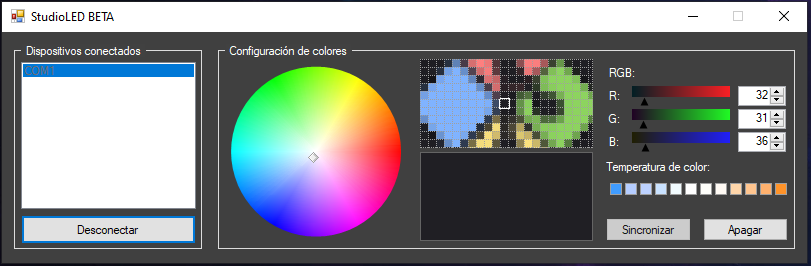 StudioLED BETA
Dispositivos conectados
COM1
Desconectar
Configuración de colores
RGB:
R: 32
G: 31
B: 36
Temperatura de color:
Sincronizar Apagar